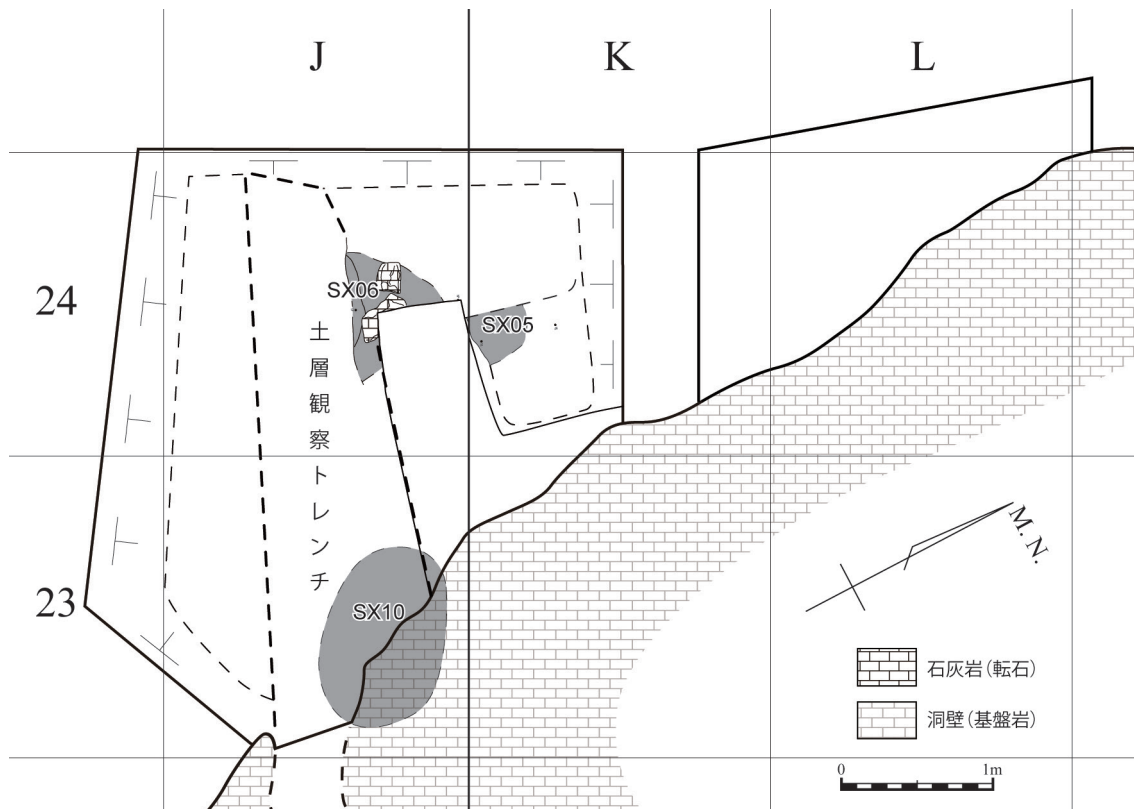 J
K
L
24
SX06
SX05
土層観察トレンチ
23
SX10
M. N.
石灰岩（転石）
洞壁（基盤岩）
0
1m